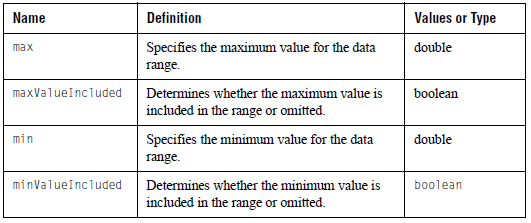 Name Definition Values or Type
max Specifies the maximum value for the data double
range.
maxValueIncluded Determines whether the maximum value is boolean
included in the range or omitted.
min Specifies the minimum value for the data double
range.
minValueIncluded Determines whether the minimum value is boolean
included in the range or omitted.